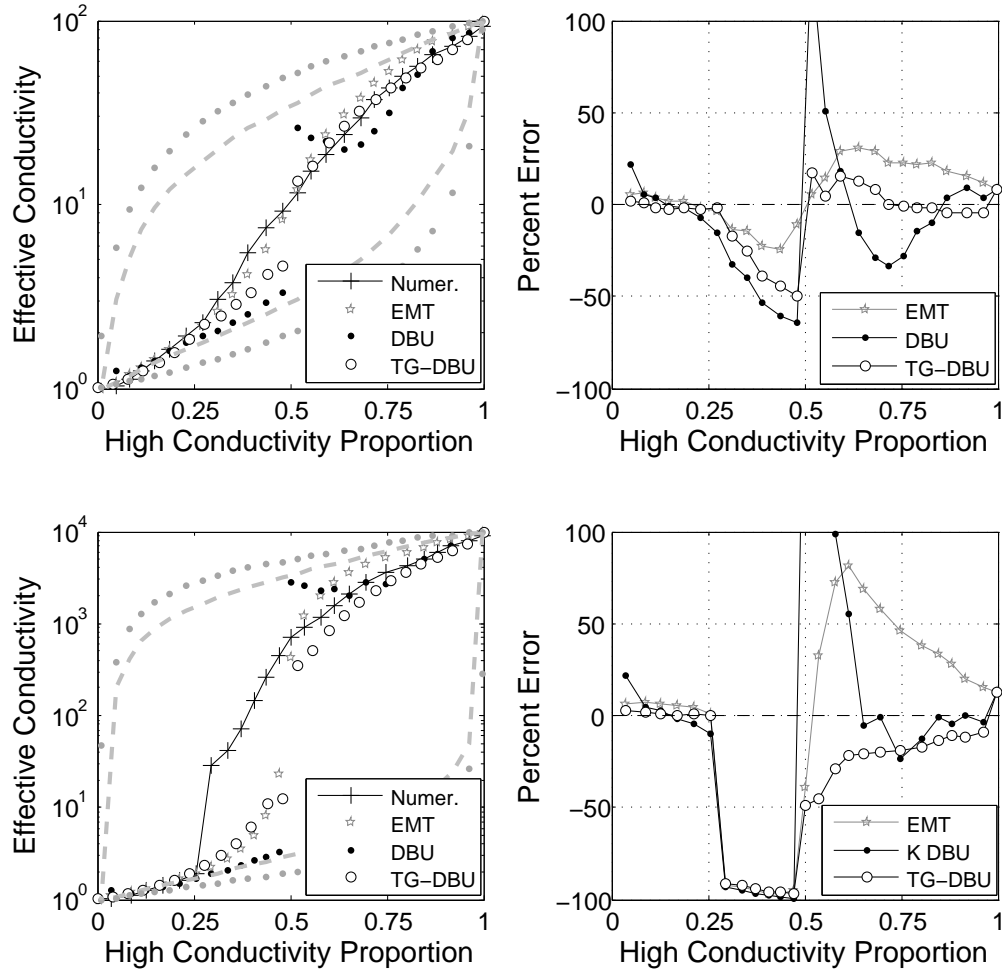 10^2
10^1
10^0
Effective Conductivity
0
0.25
0.5
0.75
1
High Conductivity Proportion
Numer.
EMT
DBU
TG−DBU
100
50
0
−50
−100
Percent Error
0
0.25
0.5
0.75
1
High Conductivity Proportion
EMT
DBU
TG−DBU
10^4
10^3
10^2
10^1
10^0
Effective Conductivity
0
0.25
0.5
0.75
1
High Conductivity Proportion
Numer.
EMT
DBU
TG−DBU
100
50
0
−50
−100
Percent Error
0
0.25
0.5
0.75
1
High Conductivity Proportion
EMT
K DBU
TG−DBU